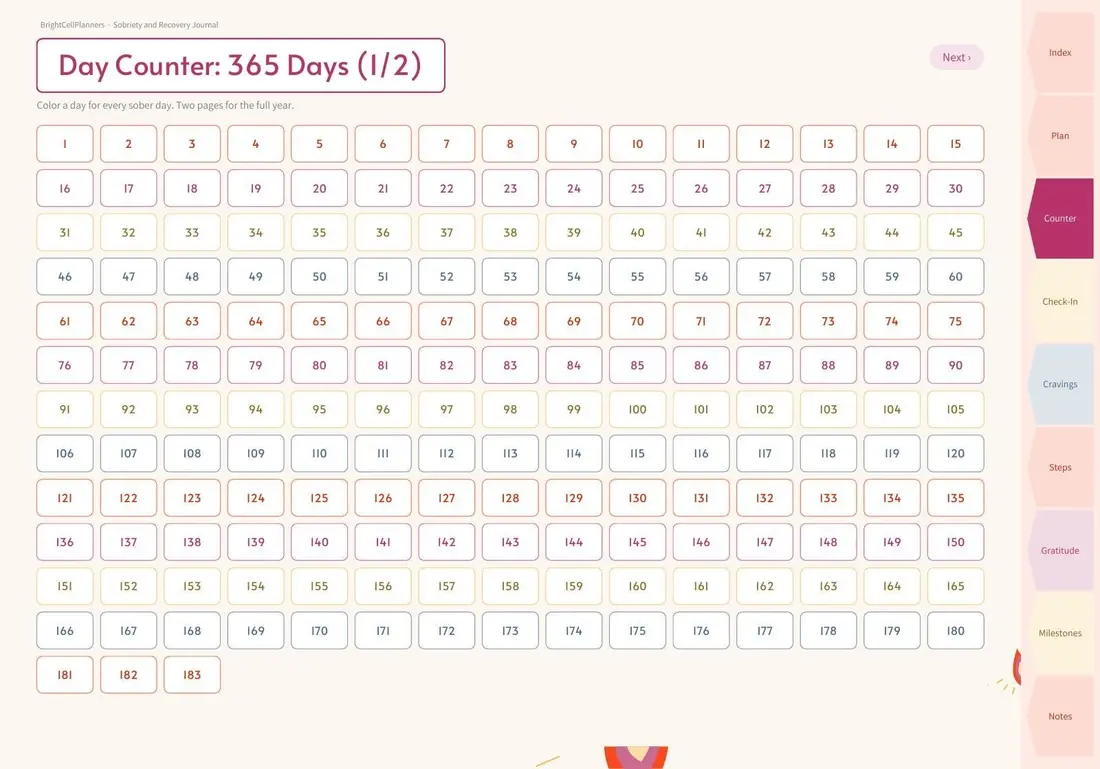 BrightCellPlanners · Sobriety and Recovery Journal
Day Counter: 365 Days (1/2)
Next ›
Color a day for every sober day. Two pages for the full year.
1 2 3 4 5 6 7 8 9 10 11 12 13 14 15
16 17 18 19 20 21 22 23 24 25 26 27 28 29 30
31 32 33 34 35 36 37 38 39 40 41 42 43 44 45
46 47 48 49 50 51 52 53 54 55 56 57 58 59 60
61 62 63 64 65 66 67 68 69 70 71 72 73 74 75
76 77 78 79 80 81 82 83 84 85 86 87 88 89 90
91 92 93 94 95 96 97 98 99 100 101 102 103 104 105
106 107 108 109 110 111 112 113 114 115 116 117 118 119 120
121 122 123 124 125 126 127 128 129 130 131 132 133 134 135
136 137 138 139 140 141 142 143 144 145 146 147 148 149 150
151 152 153 154 155 156 157 158 159 160 161 162 163 164 165
166 167 168 169 170 171 172 173 174 175 176 177 178 179 180
181 182 183
Index
Plan
Counter
Check-In
Cravings
Steps
Gratitude
Milestones
Notes